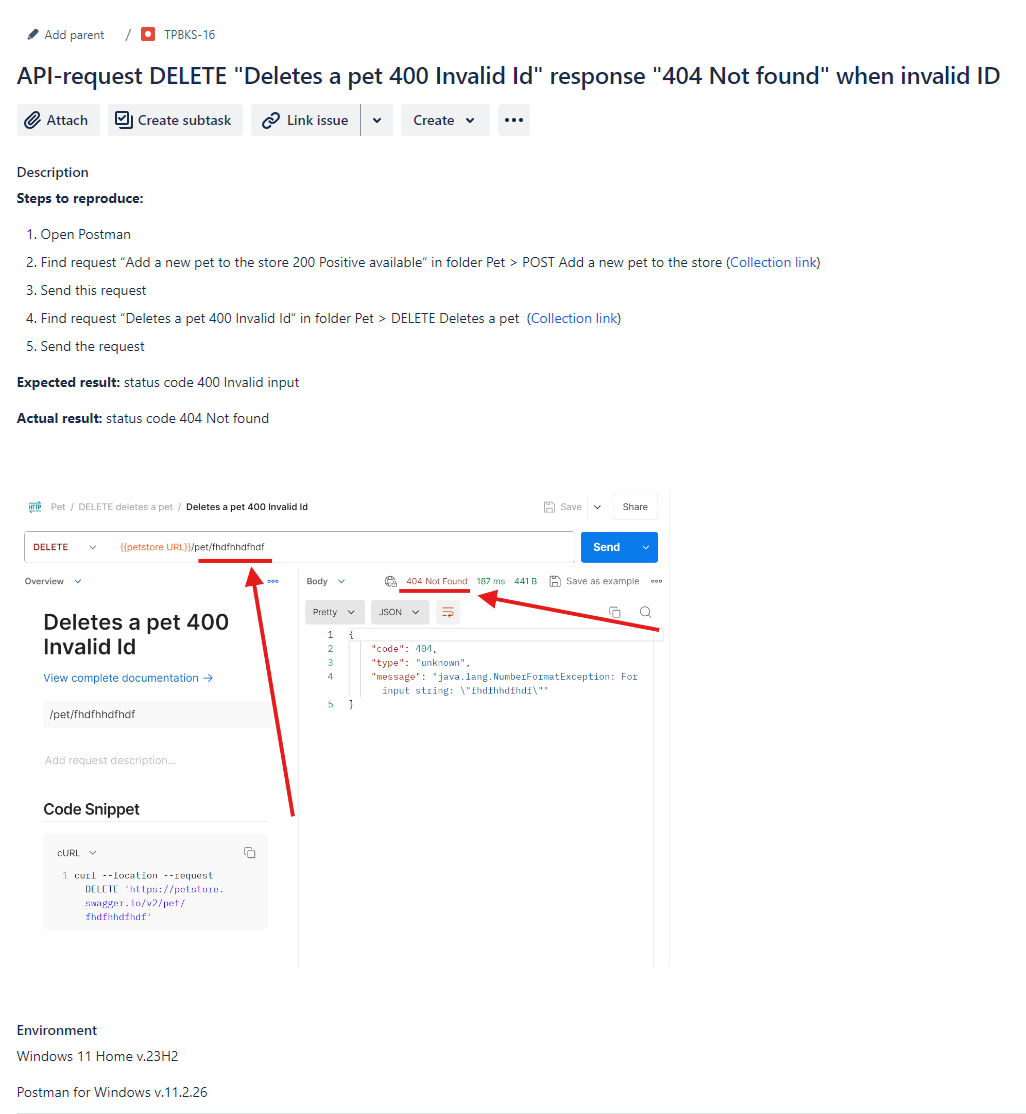 Add parent / TPBKS-16
API-request DELETE "Deletes a pet 400 Invalid Id" response "404 Not found" when invalid ID
Attach Create subtask Link issue Create
Description
Steps to reproduce:
1. Open Postman
2. Find request “Add a new pet to the store 200 Positive available” in folder Pet > POST Add a new pet to the store (Collection link)
3. Send this request
4. Find request “Deletes a pet 400 Invalid Id” in folder Pet > DELETE Deletes a pet (Collection link)
5. Send the request
Expected result: status code 400 Invalid input
Actual result: status code 404 Not found
HTTP Pet / DELETE deletes a pet / Deletes a pet 400 Invalid Id Save Share
DELETE {{petstore URL}}/pet/fhdfhhdfhdf Send
Overview
Deletes a pet 400
Invalid Id
View complete documentation →
/pet/fhdfhhdfhdf
Add request description...
Code Snippet
cURL
1 curl --location --request
DELETE 'https://petstore.
swagger.io/v2/pet/
fhdfhhdfhdf'
Body 404 Not Found 187 ms 441 B Save as example
Pretty JSON
1 {
2 "code": 404,
3 "type": "unknown",
4 "message": "java.lang.NumberFormatException: For
input string: \"fhdfhhdfhdf\""
5 }
Environment
Windows 11 Home v.23H2
Postman for Windows v.11.2.26